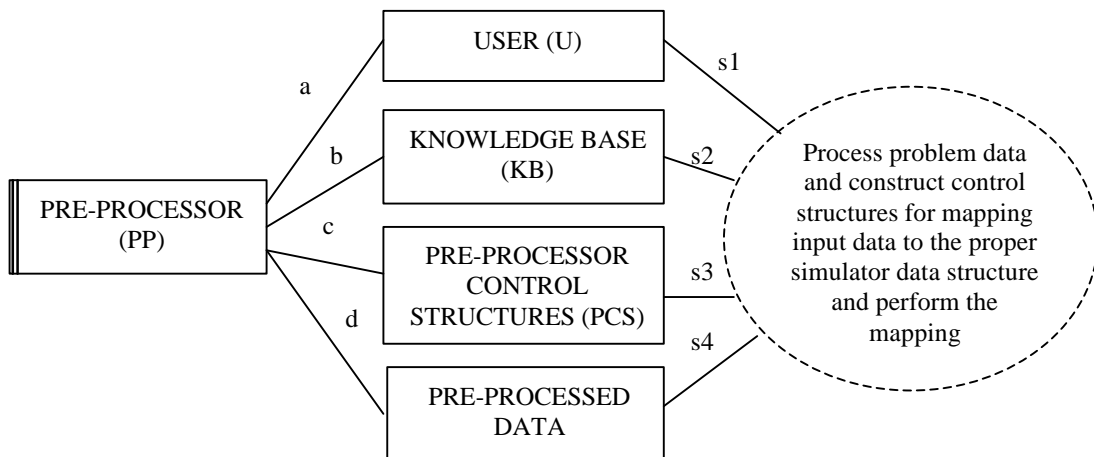 USER (U)
s1
a
KNOWLEDGE BASE
(KB)
b
s2
PRE-PROCESSOR
(PP)
c
PRE-PROCESSOR
CONTROL
STRUCTURES (PCS)
s3
d
s4
PRE-PROCESSED
DATA
Process problem data
and construct control
structures for mapping
input data to the proper
simulator data structure
and perform the
mapping